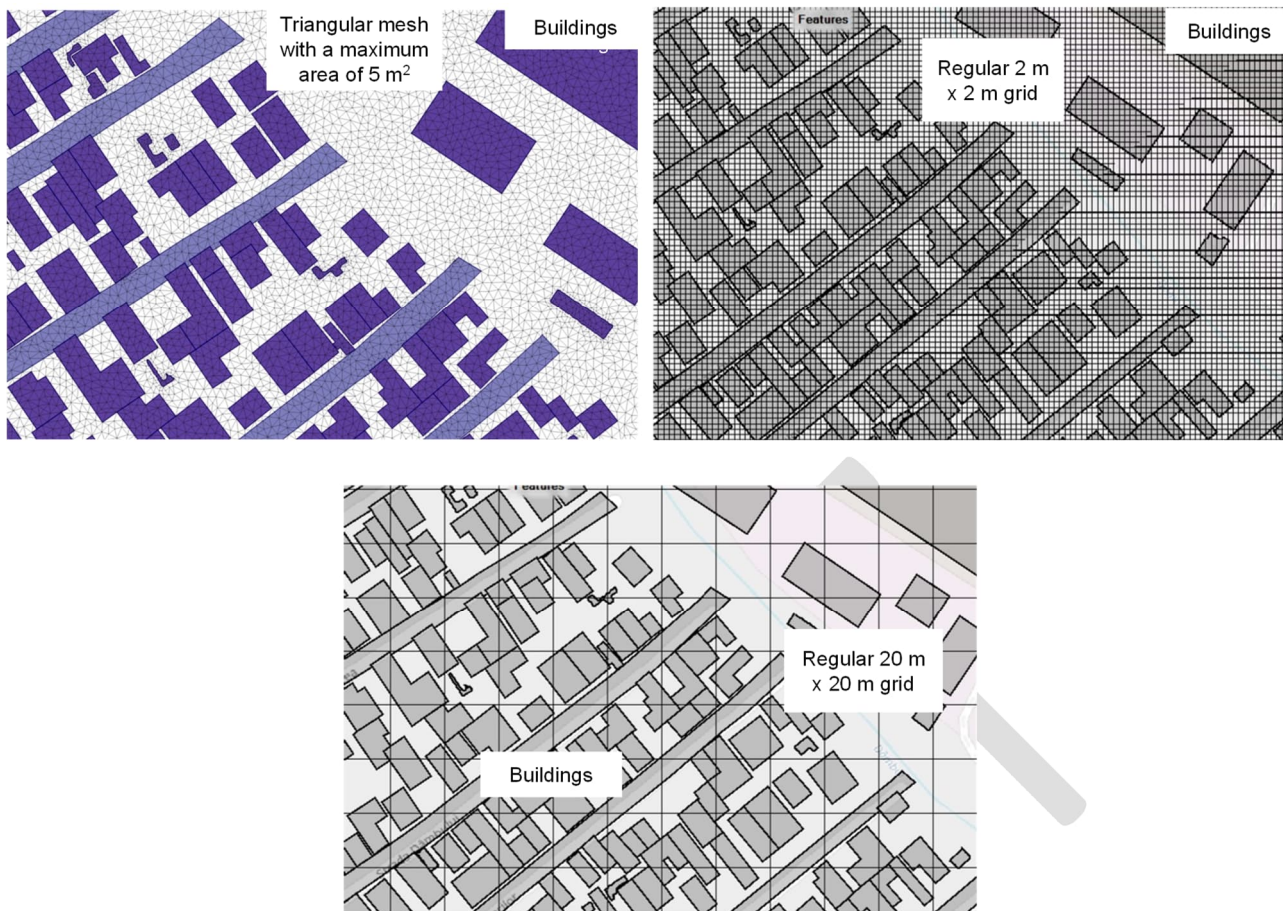 Triangular mesh
with a maximum
area of 5 m²
Buildings
Features
Regular 2 m
x 2 m grid
Buildings
Features
Regular 20 m
x 20 m grid
Buildings